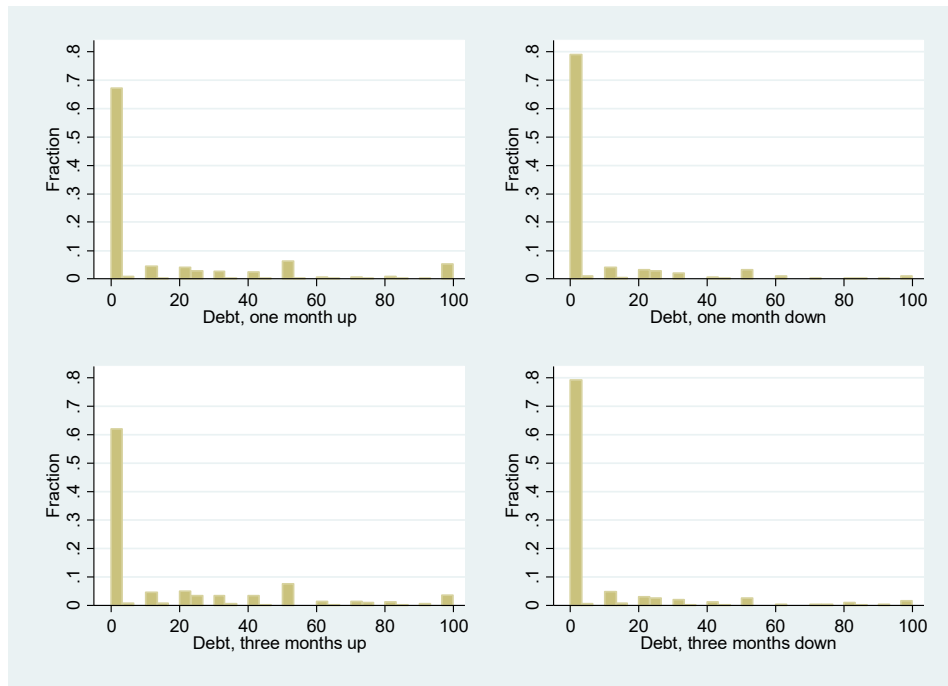 Fraction
0 .1 .2 .3 .4 .5 .6 .7 .8
0 20 40 60 80 100
Debt, one month up
Fraction
0 .1 .2 .3 .4 .5 .6 .7 .8
0 20 40 60 80 100
Debt, one month down
Fraction
0 .1 .2 .3 .4 .5 .6 .7 .8
0 20 40 60 80 100
Debt, three months up
Fraction
0 .1 .2 .3 .4 .5 .6 .7 .8
0 20 40 60 80 100
Debt, three months down